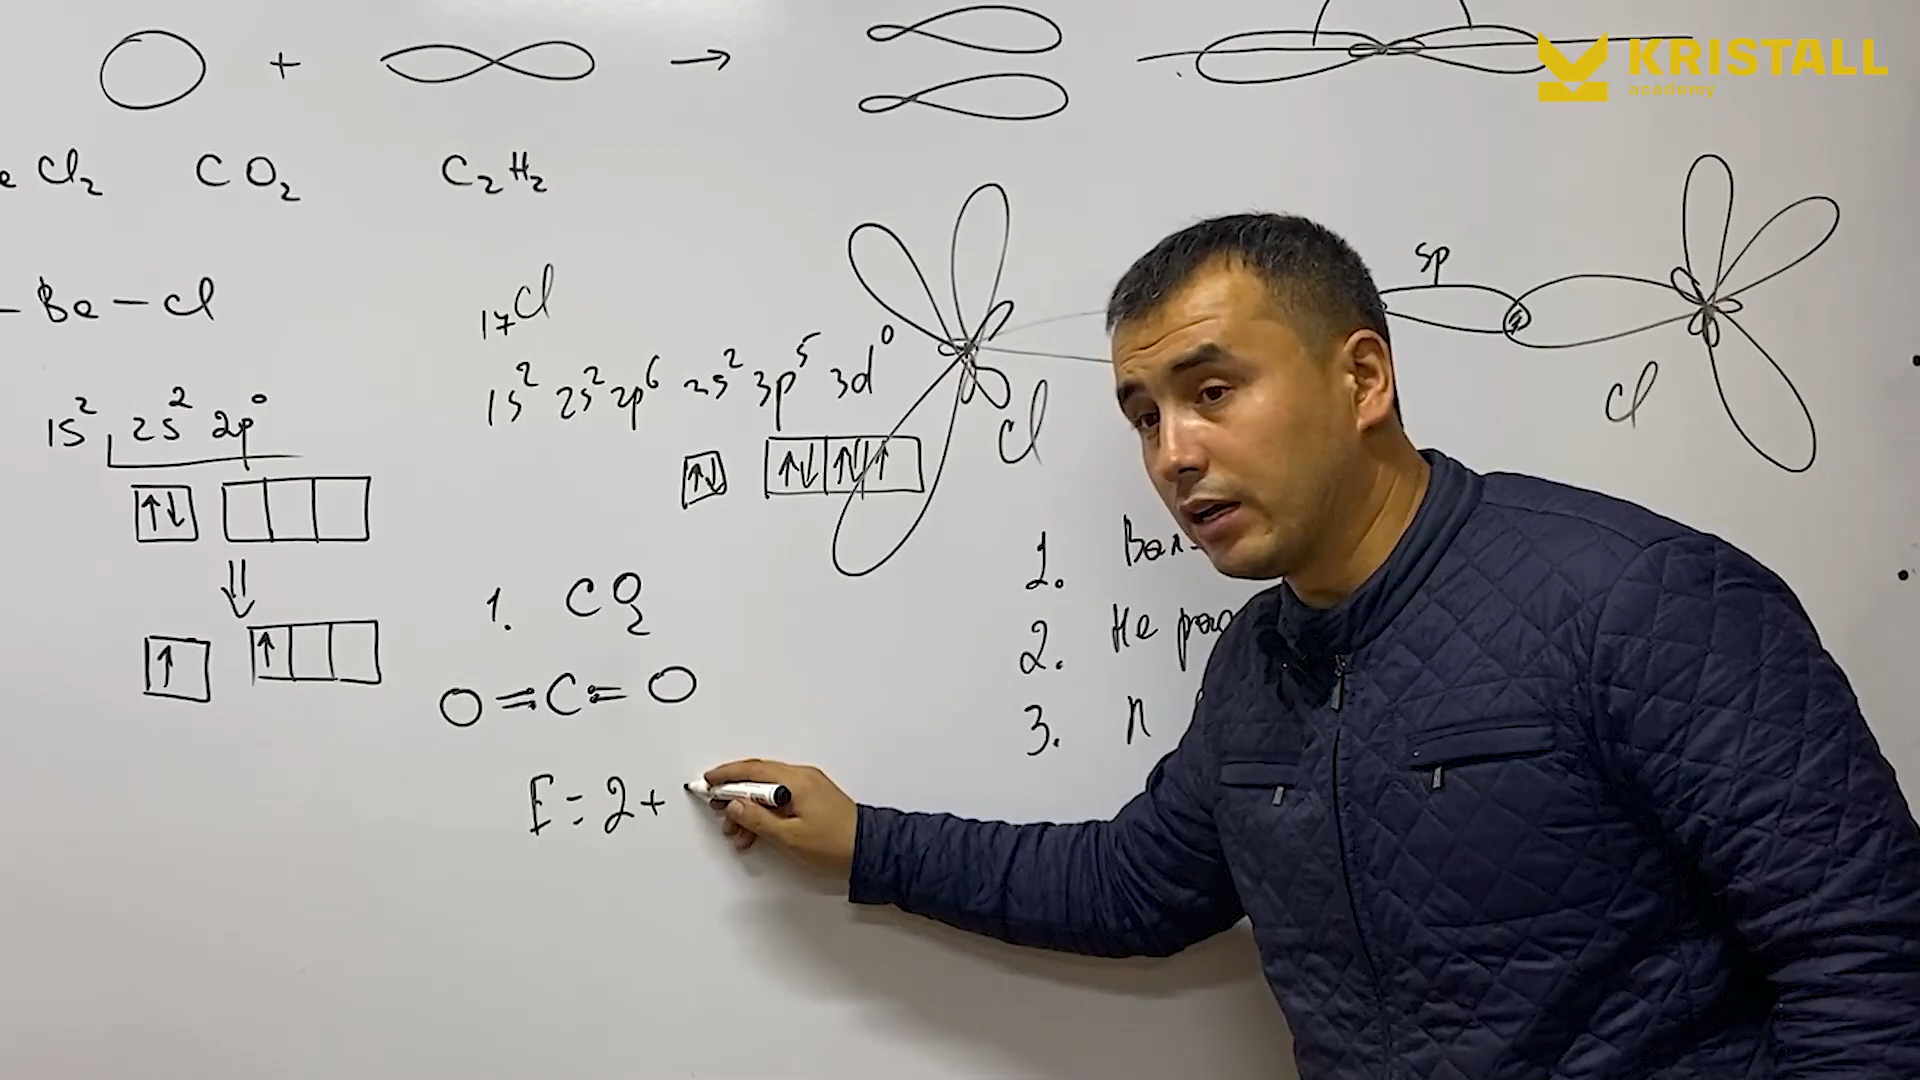 KRISTALL
academy
Cl₂ CO₂ C₂H₂
sp
– Be – Cl
₁₇Cl
1s² 2s² 2p⁶ 3s² 3p⁵ 3d⁰
Cl
Cl
1s² 2s² 2p⁰
↑↓
↑↓ ↑↓ ↑↓ ↑
1.
2. Не
3. π
1. CO₂
↑ ↑
O = C = O
E = 2 +